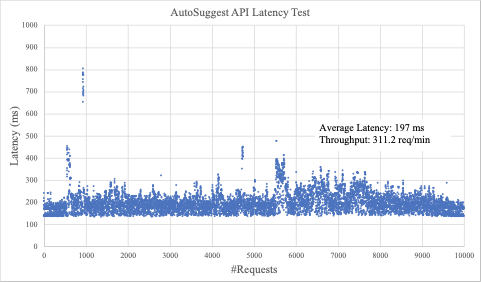 AutoSuggest API Latency Test
1000
900
800
700
600
500
400
300
200
100
0
Latency (ms)
Average Latency: 197 ms
Throughput: 311.2 req/min
0 1000 2000 3000 4000 5000 6000 7000 8000 9000 10000
#Requests